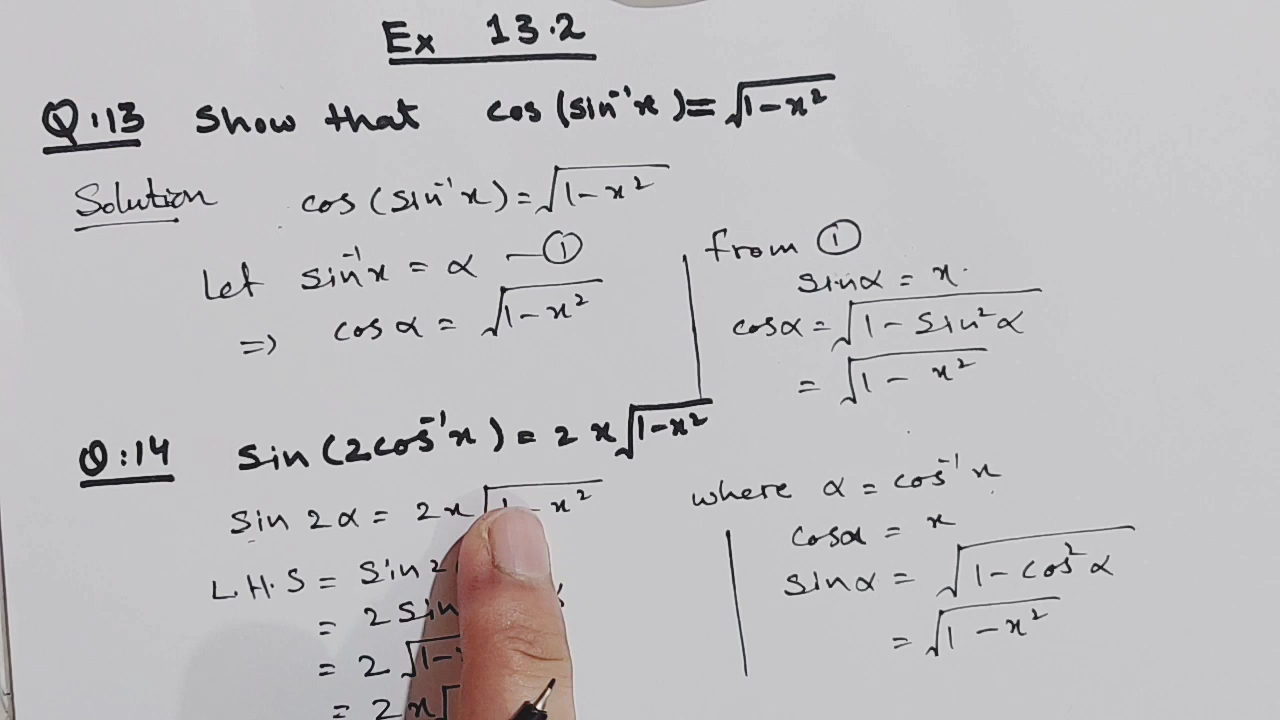 Ex 13.2
Q:13 Show that cos(sin⁻¹x)=√1-x²
Solution cos(sin⁻¹x)=√1-x²
Let sin⁻¹x = α —①
=> cos α = √1-x²
from ①
sinα = x.
cosα = √1-Sin²α
= √1-x²
Q:14 Sin(2cos⁻¹x) = 2x√1-x²
Sin 2α = 2x√1-x²
L.H.S = Sin 2
= 2 Sin
= 2 √1-
= 2x√
where α = cos⁻¹x
cosα = x
sinα = √1-cos²α
= √1-x²